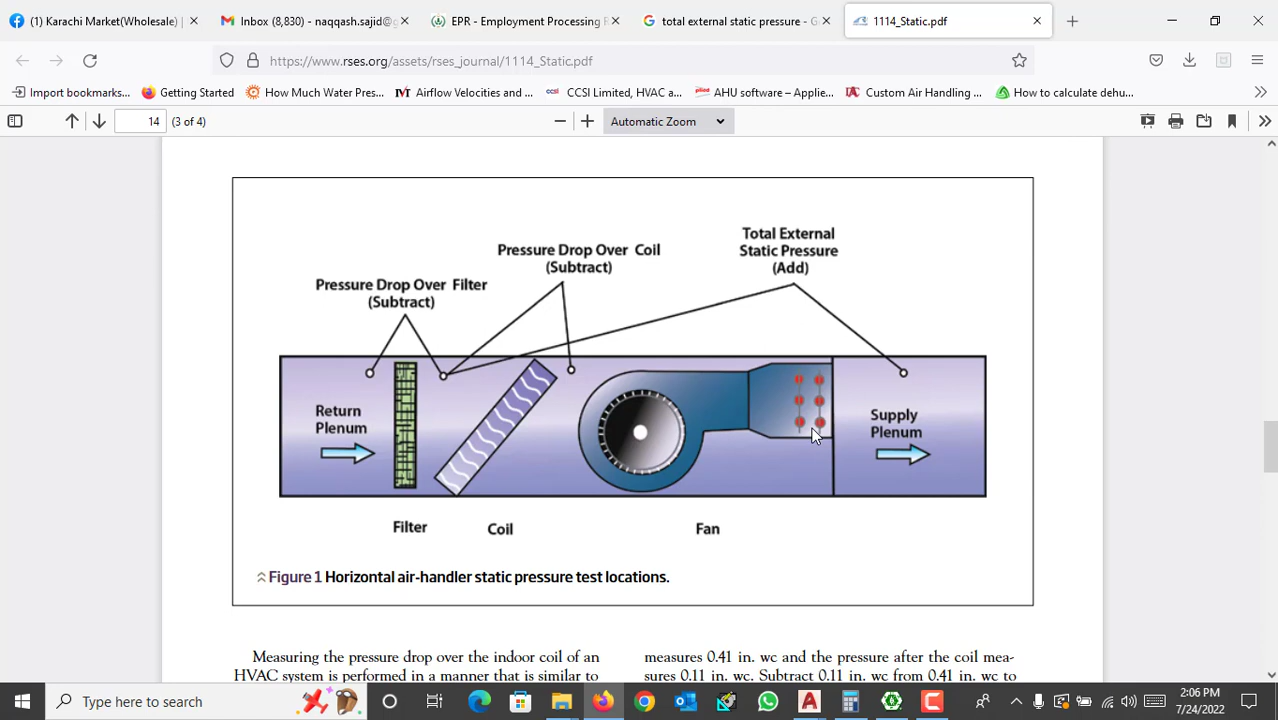 (1) Karachi Market(Wholesale) |
Inbox (8,830) - naqqash.sajid@g
EPR - Employment Processing R
total external static pressure - G
1114_Static.pdf
https://www.rses.org/assets/rses_journal/1114_Static.pdf
Import bookmarks...
Getting Started
How Much Water Pres...
Airflow Velocities and ...
CCSI Limited, HVAC a...
AHU software – Applie...
Custom Air Handling ...
How to calculate dehu...
14
(3 of 4)
Automatic Zoom
Total External
Static Pressure
(Add)
Pressure Drop Over Coil
(Subtract)
Pressure Drop Over Filter
(Subtract)
Return
Plenum
Supply
Plenum
Filter
Coil
Fan
Figure 1 Horizontal air-handler static pressure test locations.
Measuring the pressure drop over the indoor coil of an
HVAC system is performed in a manner that is similar to
measures 0.41 in. wc and the pressure after the coil mea-
sures 0.11 in. wc. Subtract 0.11 in. wc from 0.41 in. wc to
Type here to search
2:06 PM
7/24/2022